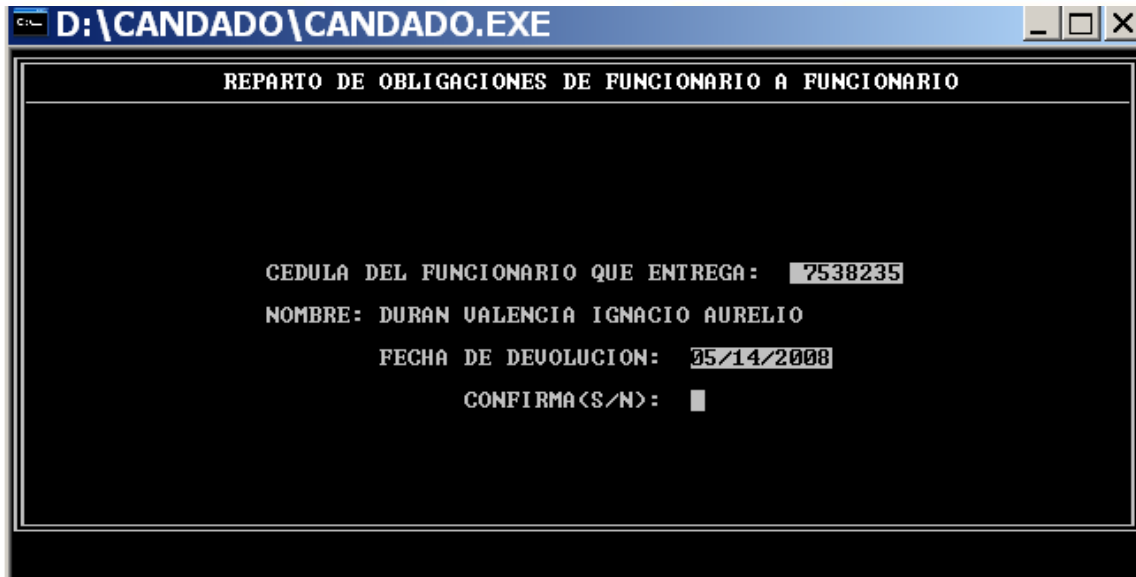 D:\CANDADO\CANDADO.EXE
REPARTO DE OBLIGACIONES DE FUNCIONARIO A FUNCIONARIO
CEDULA DEL FUNCIONARIO QUE ENTREGA: 7538235
NOMBRE: DURAN VALENCIA IGNACIO AURELIO
FECHA DE DEVOLUCION: 05/14/2008
CONFIRMA(S/N):